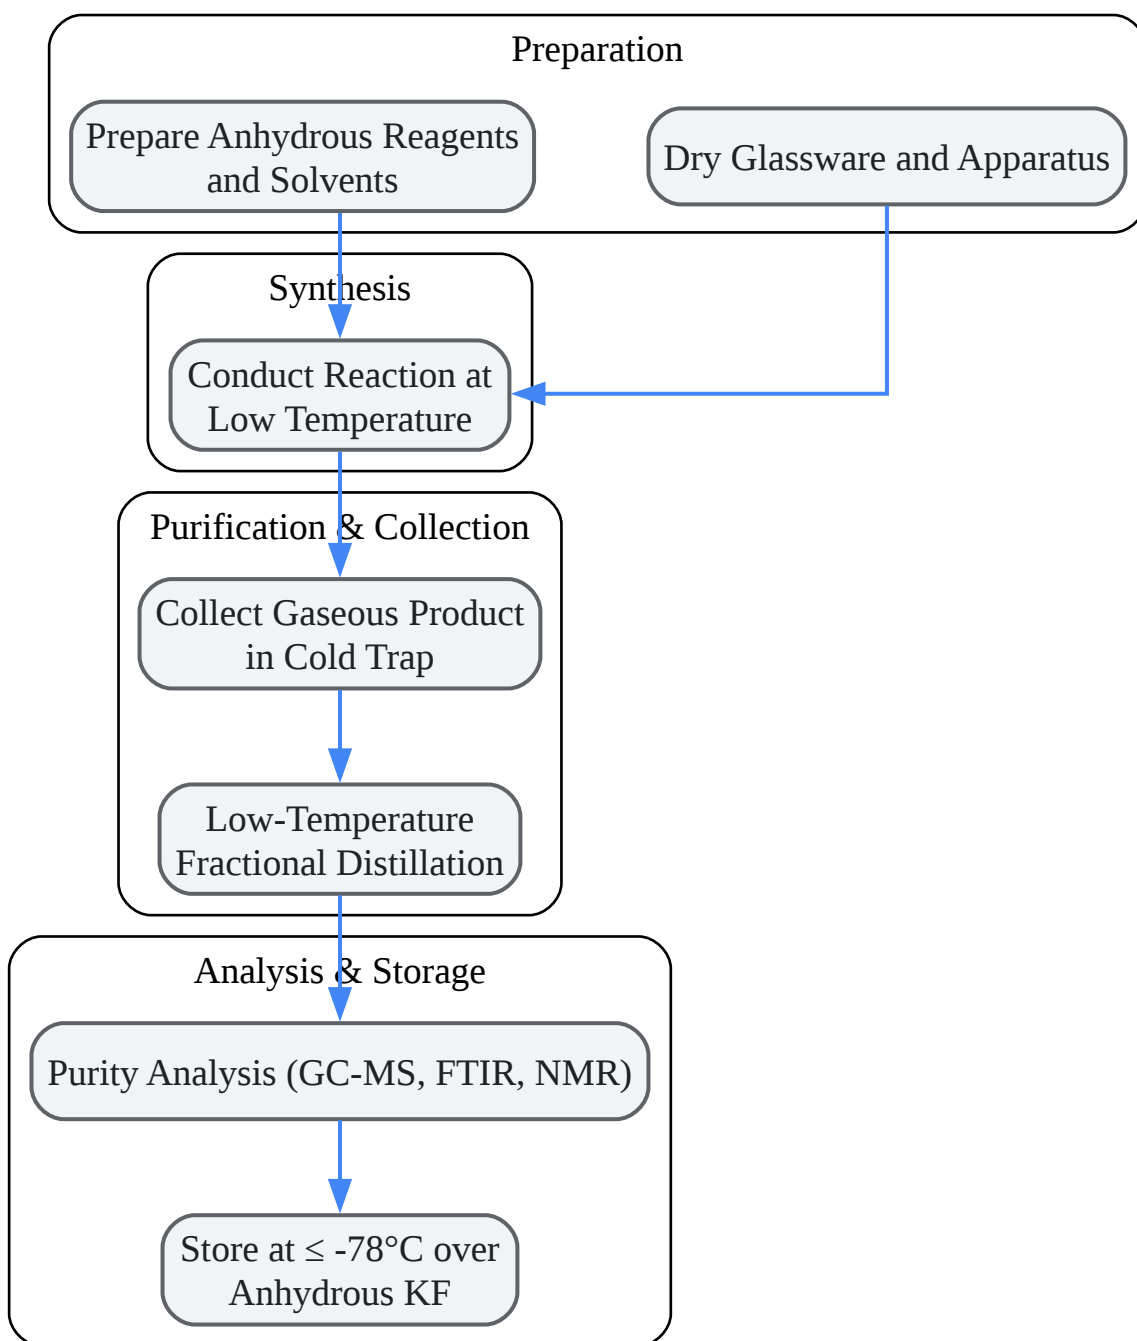 Preparation
Prepare Anhydrous Reagents
and Solvents
Dry Glassware and Apparatus
Synthesis
Conduct Reaction at
Low Temperature
Purification & Collection
Collect Gaseous Product
in Cold Trap
Low-Temperature
Fractional Distillation
Analysis & Storage
Purity Analysis (GC-MS, FTIR, NMR)
Store at ≤ -78°C over
Anhydrous KF